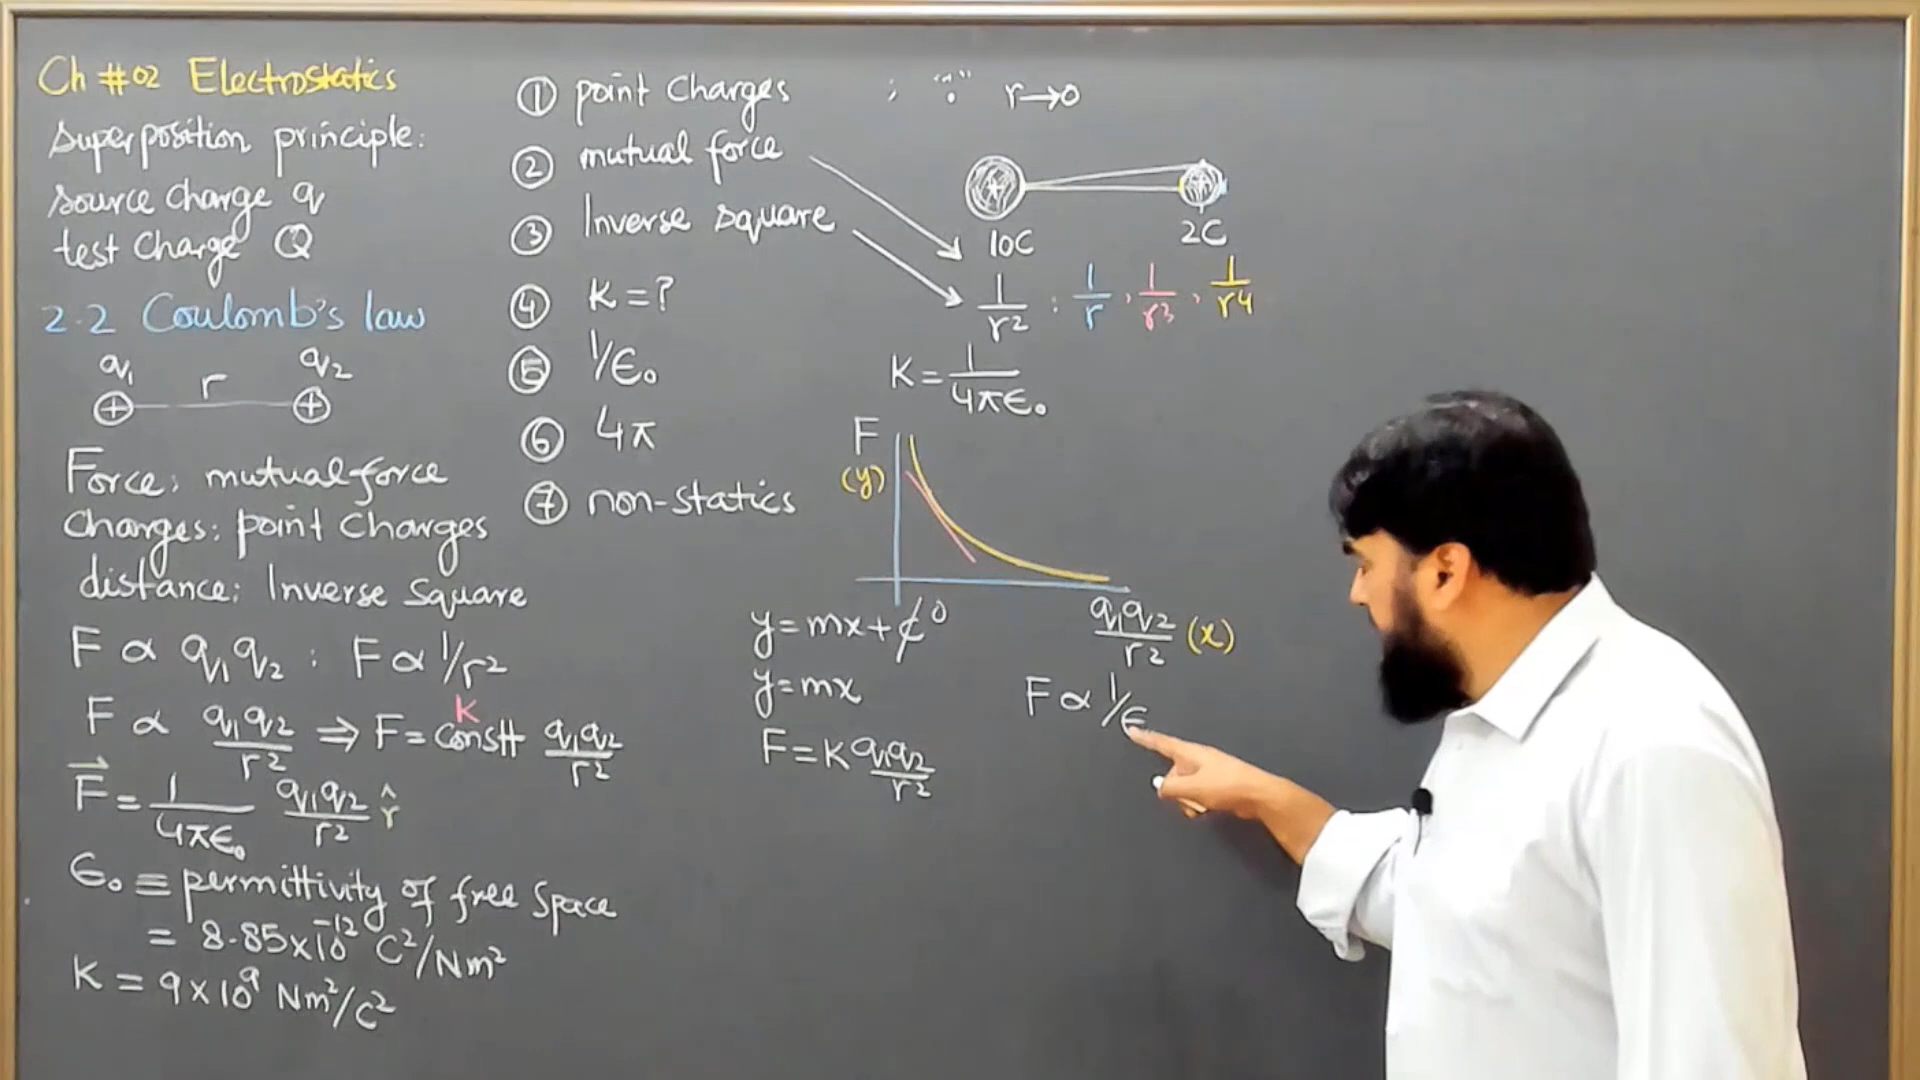 Ch #02 Electrostatics
superposition principle:
source charge q
test charge Q
2.2 Coulomb's law
q₁ r q₂
+ +
Force: mutual force
Charges: point Charges
distance: Inverse square
F ∝ q₁q₂ : F ∝ 1/r²
F ∝ q₁q₂/r² ⇒ F = constt q₁q₂/r²
K
F⃗ = 1/4πϵ₀ q₁q₂/r² r̂
ϵ₀ ≡ permittivity of free space
= 8.85×10⁻¹² C²/Nm²
K = 9×10⁹ Nm²/C²
① point charges ; "." r→0
② mutual force
③ Inverse square
④ K=?
⑤ 1/ϵ₀
⑥ 4π
⑦ non-statics
10C 2C
1/r² : 1/r , 1/r³ , 1/r⁴
K = 1/4πϵ₀
F
(y)
q₁q₂/r² (x)
y=mx+c 0
y=mx
F=K q₁q₂/r²
F ∝ 1/ϵ